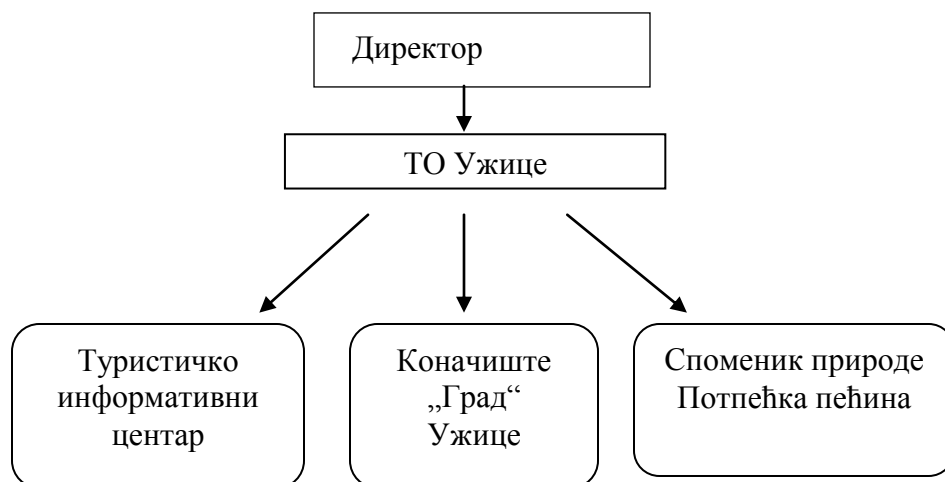 Директор
ТО Ужице
Туристичко
информативни
центар
Коначиште
„Град“
Ужице
Споменик природе
Потпећка пећина